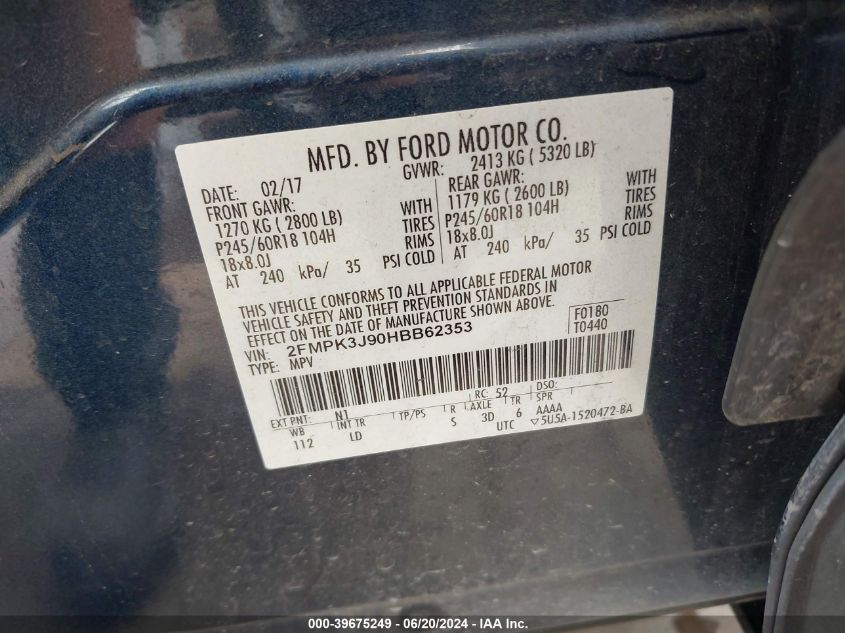 MFD. BY FORD MOTOR CO.
DATE: 02/17 GVWR: 2413 KG ( 5320 LB)
FRONT GAWR: REAR GAWR:
1270 KG ( 2800 LB) WITH 1179 KG ( 2600 LB) WITH
P245/60R18 104H TIRES P245/60R18 104H TIRES
18x8.0J RIMS 18x8.0J RIMS
AT 240 kPa/ 35 PSI COLD AT 240 kPa/ 35 PSI COLD
THIS VEHICLE CONFORMS TO ALL APPLICABLE FEDERAL MOTOR
VEHICLE SAFETY AND THEFT PREVENTION STANDARDS IN
EFFECT ON THE DATE OF MANUFACTURE SHOWN ABOVE.
VIN: 2FMPK3J90HBB62353 F0180
TYPE: MPV T0440
EXT PNT: N1 RC: 52 DSO:
WB INT TR TP/PS R AXLE TR SPR
112 LD S 3D 6 AAAA
UTC ▽5U5A-1520472-BA
000-39675249 - 06/20/2024 - IAA Inc.